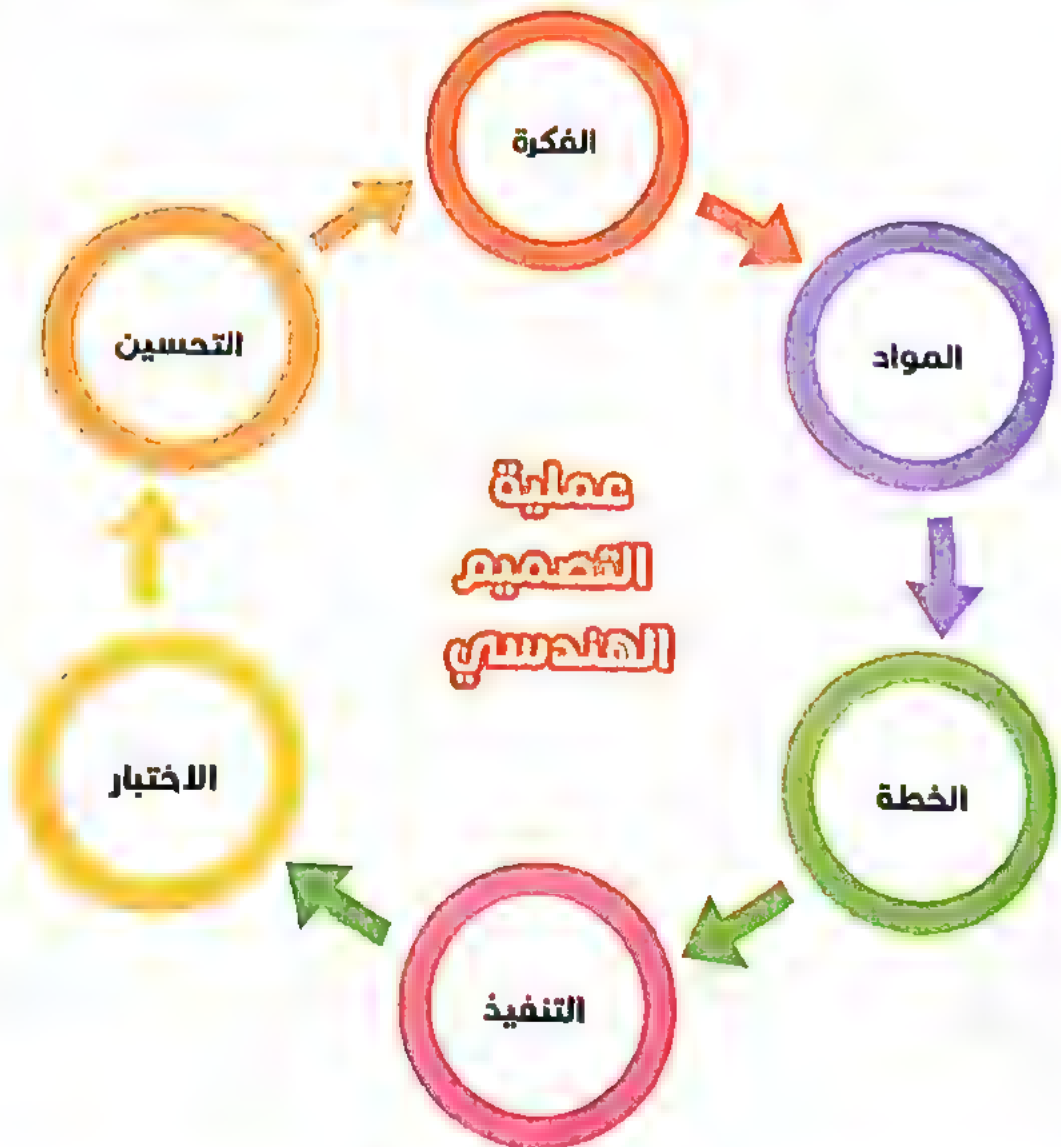 عملية
التصميم
الهندسي
الفكرة
المواد
الخطة
التنفيذ
الاختبار
التحسين